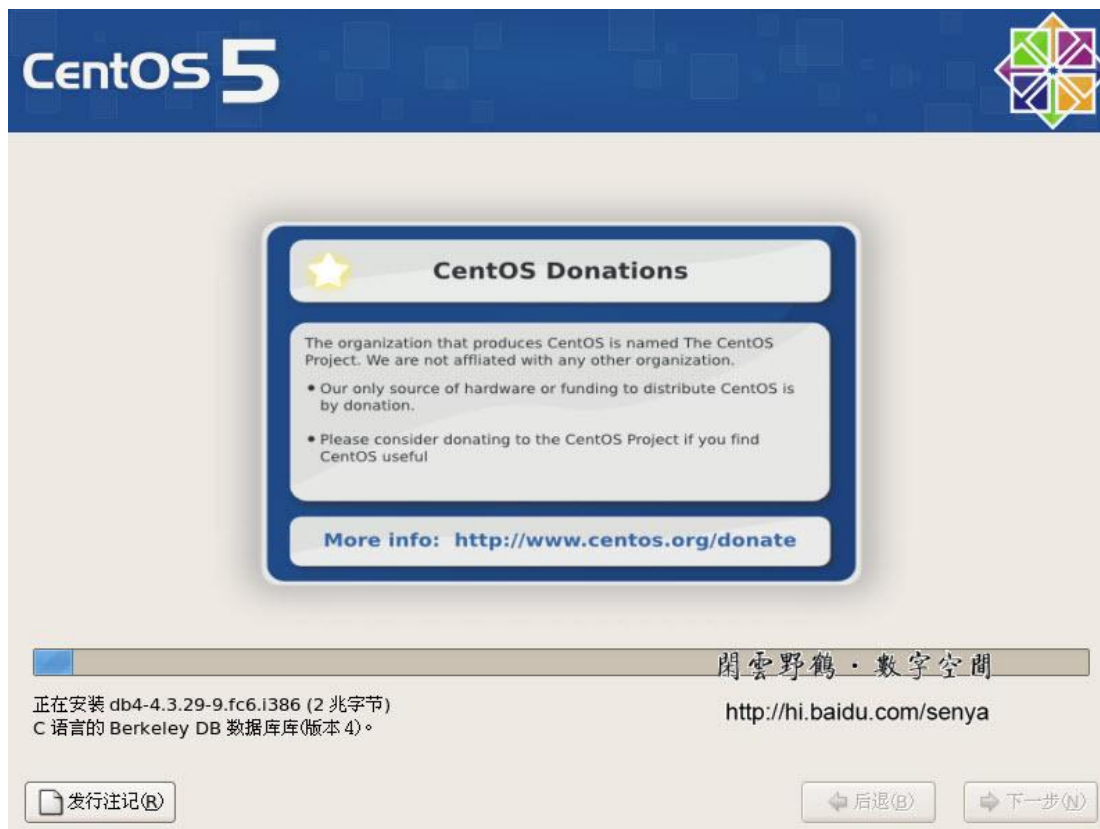 CentOS 5
CentOS Donations
The organization that produces CentOS is named The CentOS
Project. We are not affliated with any other organization.
• Our only source of hardware or funding to distribute CentOS is
by donation.
• Please consider donating to the CentOS Project if you find
CentOS useful
More info: http://www.centos.org/donate
閑雲野鶴·數字空間
正在安装 db4-4.3.29-9.fc6.i386 (2 兆字节)
C 语言的 Berkeley DB 数据库库(版本 4)。
http://hi.baidu.com/senya
发行注记(R)
后退(B)
下一步(N)